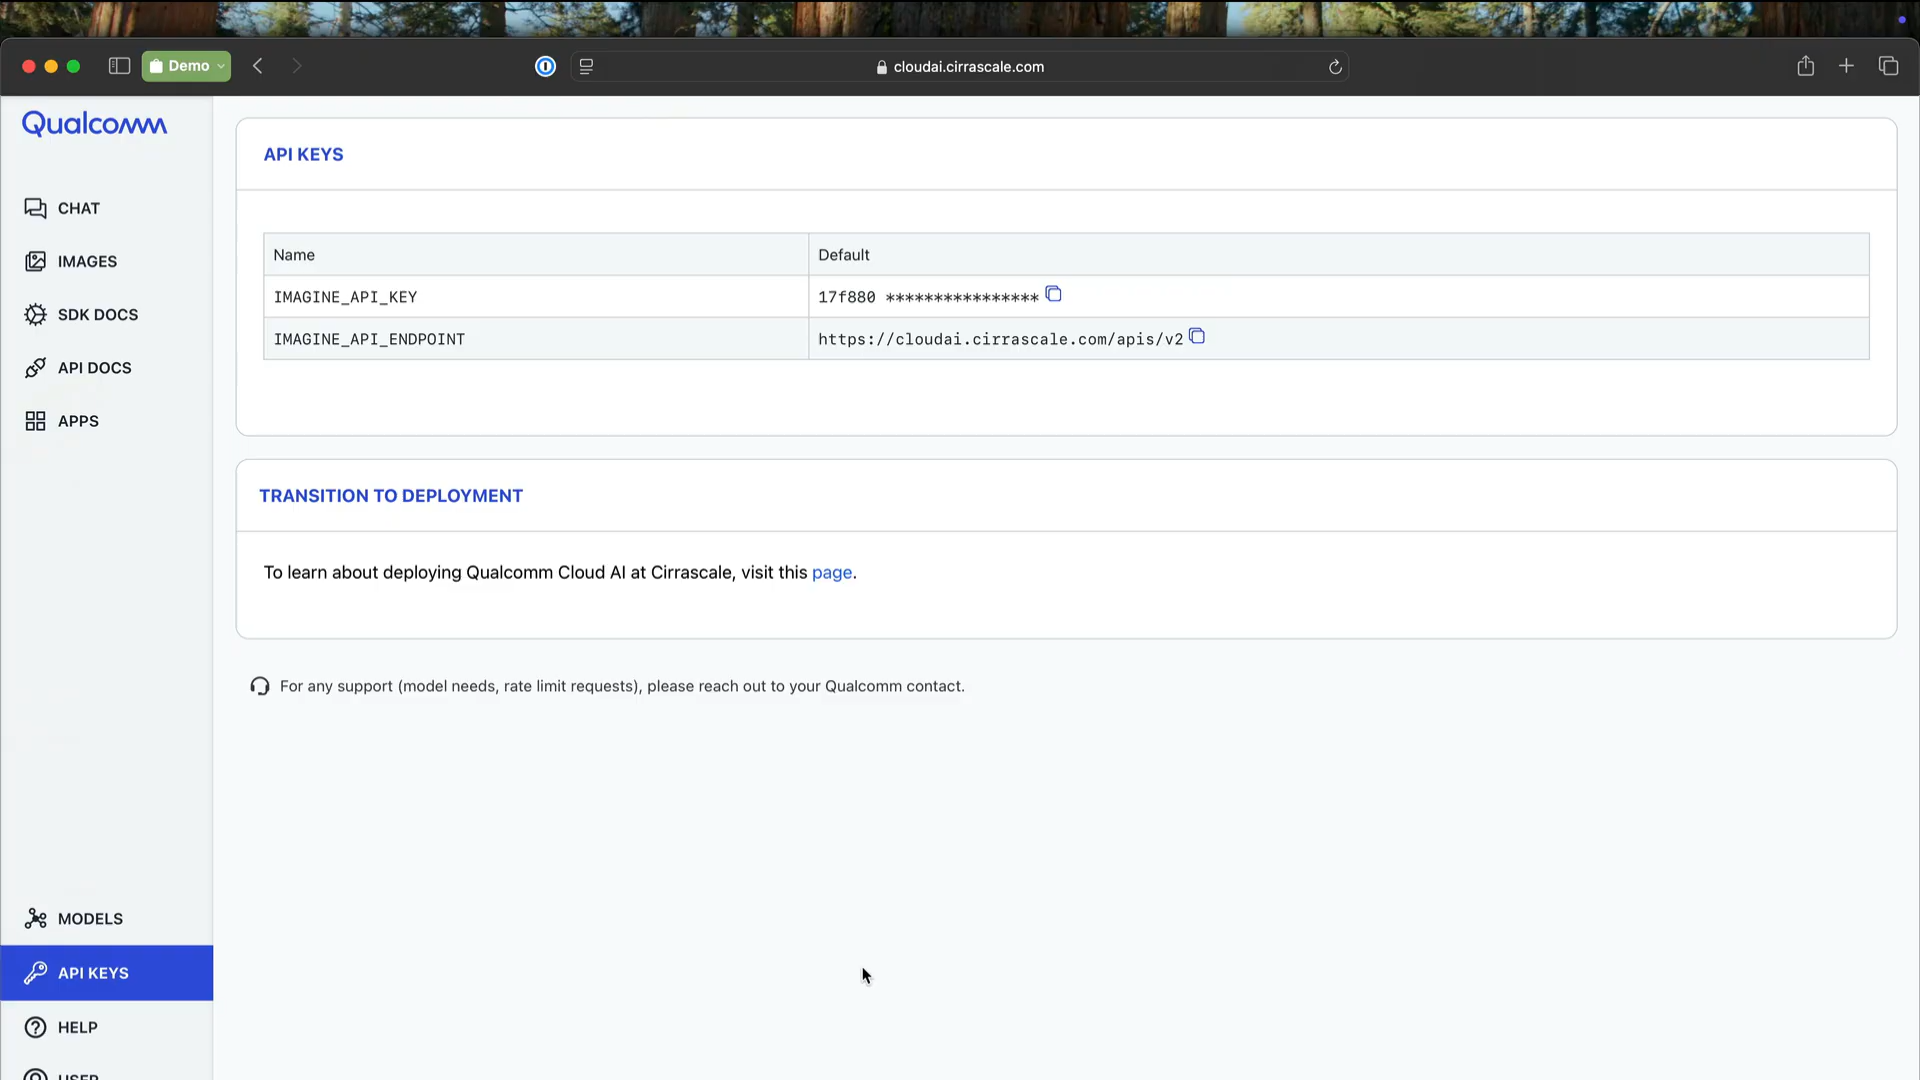 Demo
cloudai.cirrascale.com
Qualcomm
CHAT
IMAGES
SDK DOCS
API DOCS
APPS
MODELS
API KEYS
HELP
USER
API KEYS
Name Default
IMAGINE_API_KEY 17f880 ****************
IMAGINE_API_ENDPOINT https://cloudai.cirrascale.com/apis/v2
TRANSITION TO DEPLOYMENT
To learn about deploying Qualcomm Cloud AI at Cirrascale, visit this page.
For any support (model needs, rate limit requests), please reach out to your Qualcomm contact.